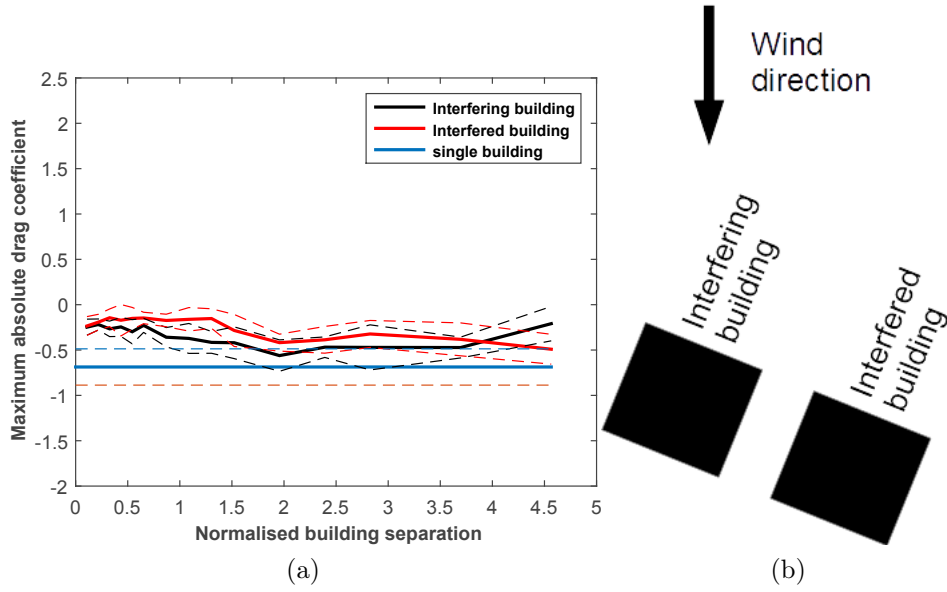 2.5
2
1.5
1
0.5
0
-0.5
-1
-1.5
-2
0 0.5 1 1.5 2 2.5 3 3.5 4 4.5 5
Maximum absolute drag coefficient
Normalised building separation
Interfering building
Interfered building
single building
(a)
Wind
direction
Interfering
building
Interfered
building
(b)